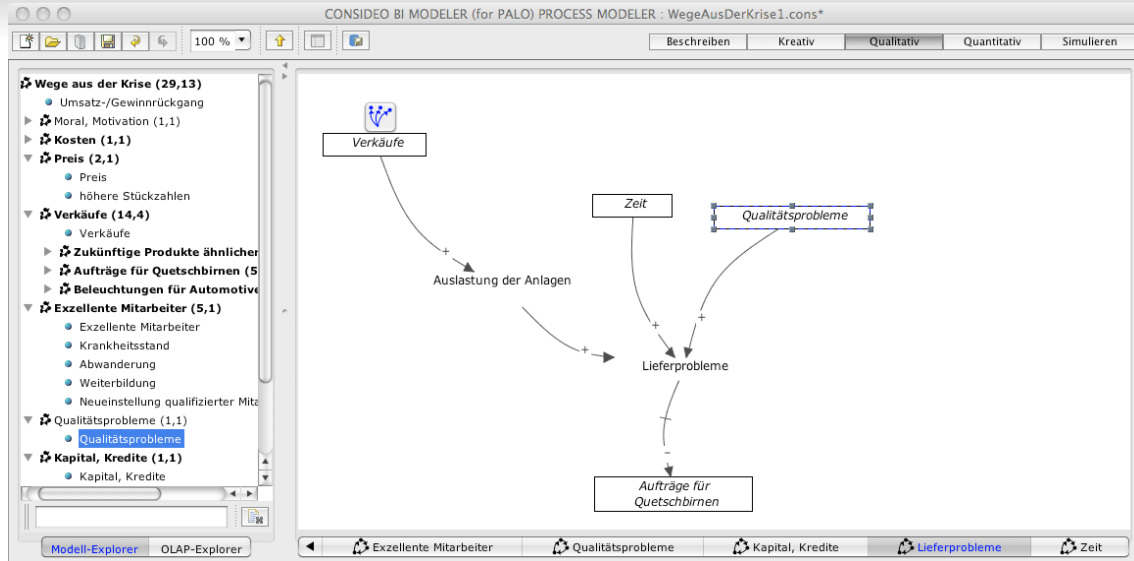 CONSIDEO BI MODELER (for PALO) PROCESS MODELER : WegeAusDerKrise1.cons*
100 %
Beschreiben
Kreativ
Qualitativ
Quantitativ
Simulieren
Wege aus der Krise (29,13)
Umsatz-/Gewinnrückgang
Moral, Motivation (1,1)
Kosten (1,1)
Preis (2,1)
Preis
höhere Stückzahlen
Verkäufe (14,4)
Verkäufe
Zukünftige Produkte ähnlicher
Aufträge für Quetschbirnen (5
Beleuchtungen für Automotive
Exzellente Mitarbeiter (5,1)
Exzellente Mitarbeiter
Krankheitsstand
Abwanderung
Weiterbildung
Neueinstellung qualifizierter Mita
Qualitätsprobleme (1,1)
Qualitätsprobleme
Kapital, Kredite (1,1)
Kapital, Kredite
Modell-Explorer
OLAP-Explorer
Verkäufe
Zeit
Qualitätsprobleme
+
Auslastung der Anlagen
+
+
+
Lieferprobleme
-
Aufträge für
Quetschbirnen
Exzellente Mitarbeiter
Qualitätsprobleme
Kapital, Kredite
Lieferprobleme
Zeit